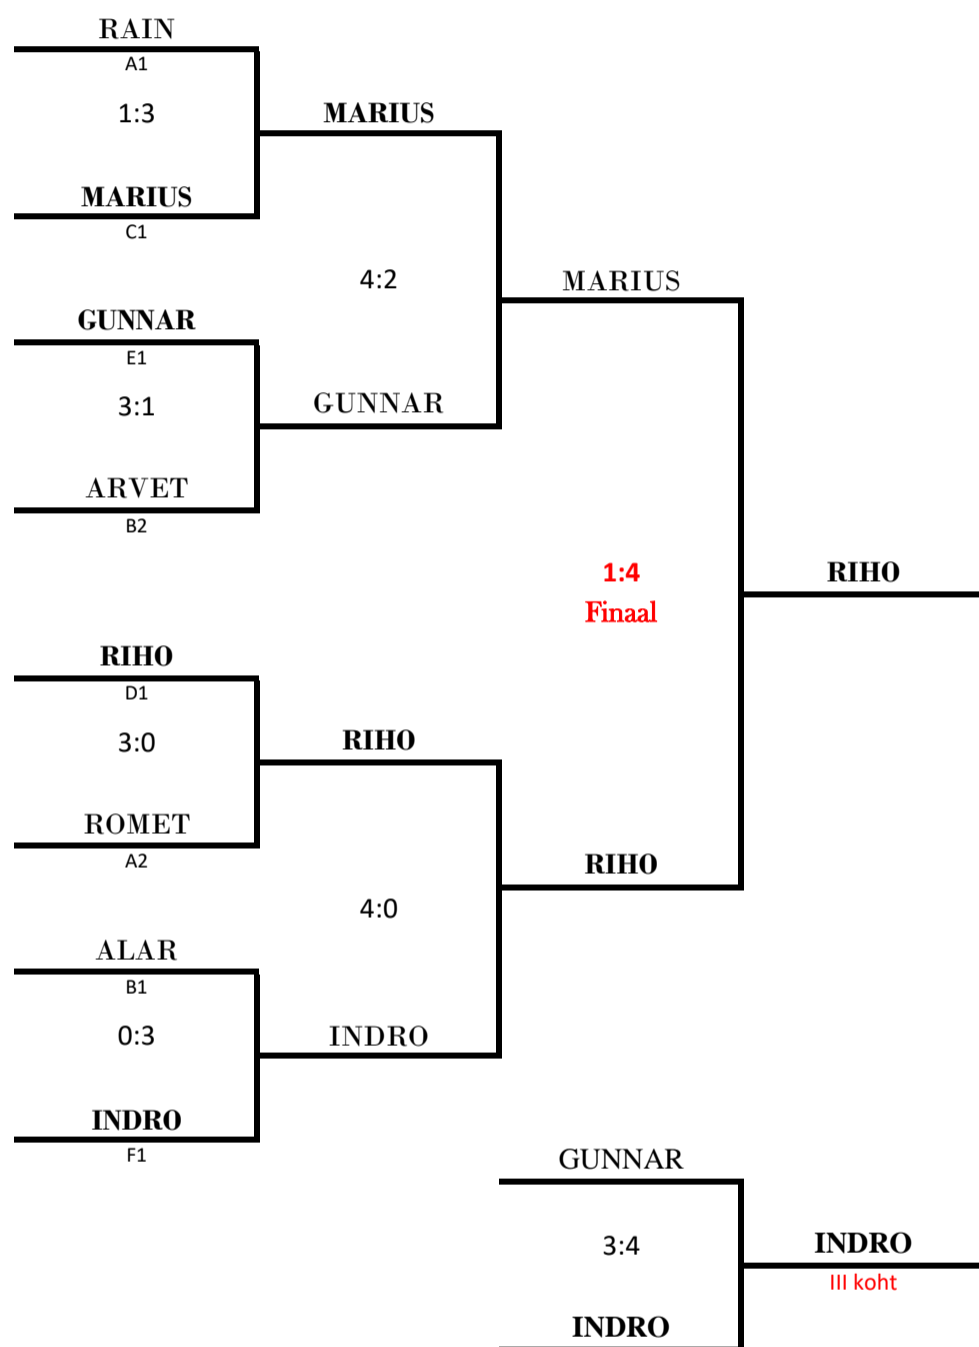 RAIN
A1
1:3
MARIUS
MARIUS
C1
4:2
MARIUS
GUNNAR
E1
3:1
GUNNAR
ARVET
B2
1:4
Finaal
RIHO
RIHO
D1
3:0
RIHO
ROMET
A2
RIHO
4:0
ALAR
B1
0:3
INDRO
INDRO
F1
GUNNAR
3:4
INDRO
III koht
INDRO